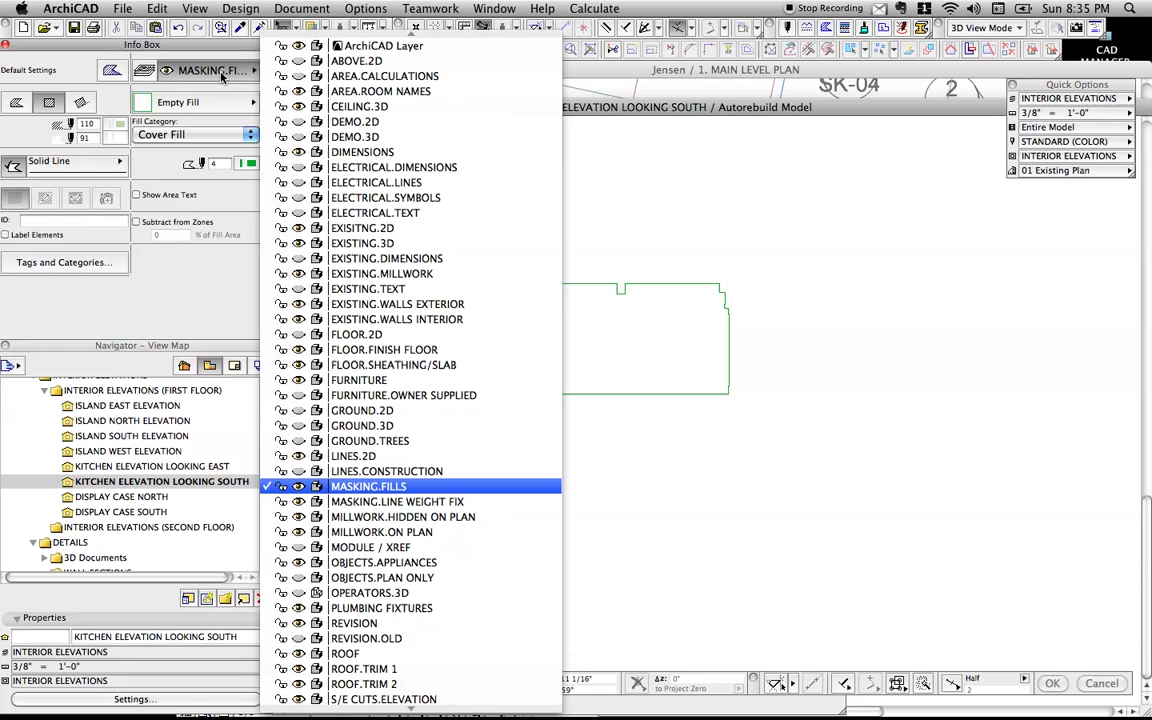 ArchiCAD File Edit View Design Document Options Teamwork Window Help Calculate Stop Recording Sun 8:35 PM
Info Box
3D View Mode
CAD MANAGER
Default Settings
MASKING.FI...
Empty Fill
110
91
Fill Category:
Cover Fill
Solid Line
4
Show Area Text
ID:
Subtract from Zones
Label Elements
0 % of Fill Area
Tags and Categories...
Navigator - View Map
INTERIOR ELEVATIONS (FIRST FLOOR)
ISLAND EAST ELEVATION
ISLAND NORTH ELEVATION
ISLAND SOUTH ELEVATION
ISLAND WEST ELEVATION
KITCHEN ELEVATION LOOKING EAST
KITCHEN ELEVATION LOOKING SOUTH
DISPLAY CASE NORTH
DISPLAY CASE SOUTH
INTERIOR ELEVATIONS (SECOND FLOOR)
DETAILS
3D Documents
Properties
KITCHEN ELEVATION LOOKING SOUTH
INTERIOR ELEVATIONS
3/8" = 1'-0"
INTERIOR ELEVATIONS
Settings...
ArchiCAD Layer
ABOVE.2D
AREA.CALCULATIONS
AREA.ROOM NAMES
CEILING.3D
DEMO.2D
DEMO.3D
DIMENSIONS
ELECTRICAL.DIMENSIONS
ELECTRICAL.LINES
ELECTRICAL.SYMBOLS
ELECTRICAL.TEXT
EXISITNG.2D
EXISTING.3D
EXISTING.DIMENSIONS
EXISTING.MILLWORK
EXISTING.TEXT
EXISTING.WALLS EXTERIOR
EXISTING.WALLS INTERIOR
FLOOR.2D
FLOOR.FINISH FLOOR
FLOOR.SHEATHING/SLAB
FURNITURE
FURNITURE.OWNER SUPPLIED
GROUND.2D
GROUND.3D
GROUND.TREES
LINES.2D
LINES.CONSTRUCTION
MASKING.FILLS
MASKING.LINE WEIGHT FIX
MILLWORK.HIDDEN ON PLAN
MILLWORK.ON PLAN
MODULE / XREF
OBJECTS.APPLIANCES
OBJECTS.PLAN ONLY
OPERATORS.3D
PLUMBING FIXTURES
REVISION
REVISION.OLD
ROOF
ROOF.TRIM 1
ROOF.TRIM 2
S/E CUTS.ELEVATION
Jensen / 1. MAIN LEVEL PLAN
SK-04 2
ELEVATION LOOKING SOUTH / Autorebuild Model
Quick Options
INTERIOR ELEVATIONS
3/8" = 1'-0"
Entire Model
STANDARD (COLOR)
INTERIOR ELEVATIONS
01 Existing Plan
Δz: 0"
to Project Zero
Half
2
OK
Cancel